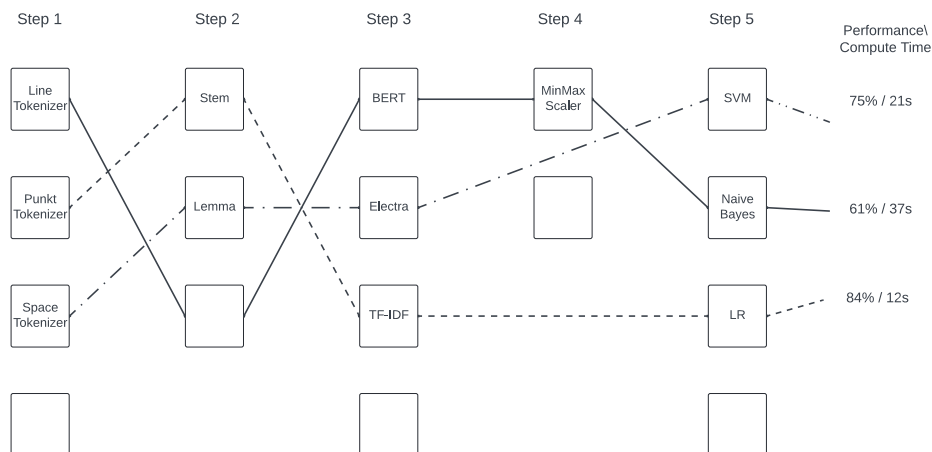 Step 1
Step 2
Step 3
Step 4
Step 5
Performance\
Compute Time
Line
Tokenizer
Stem
BERT
MinMax
Scaler
SVM
75% / 21s
Punkt
Tokenizer
Lemma
Electra
Naive
Bayes
61% / 37s
Space
Tokenizer
TF-IDF
LR
84% / 12s